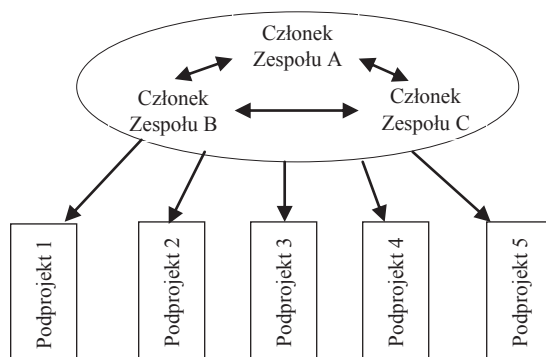 Członek
Zespołu A
Członek
Zespołu B
Członek
Zespołu C
Podprojekt 1
Podprojekt 2
Podprojekt 3
Podprojekt 4
Podprojekt 5